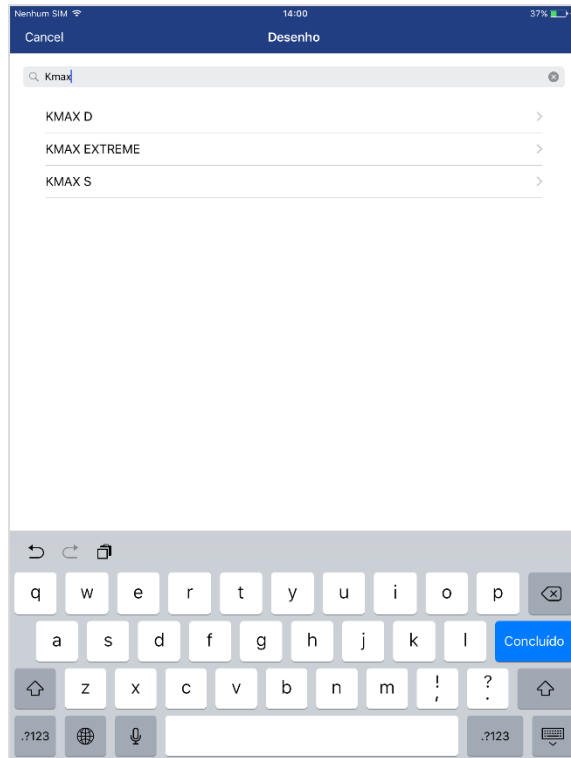 Nenhum SIM 14:00 37%
Cancel Desenho
Kmax
KMAX D
KMAX EXTREME
KMAX S
q w e r t y u i o p
a s d f g h j k l Concluído
z x c v b n m ! , ? .
.?123 .?123